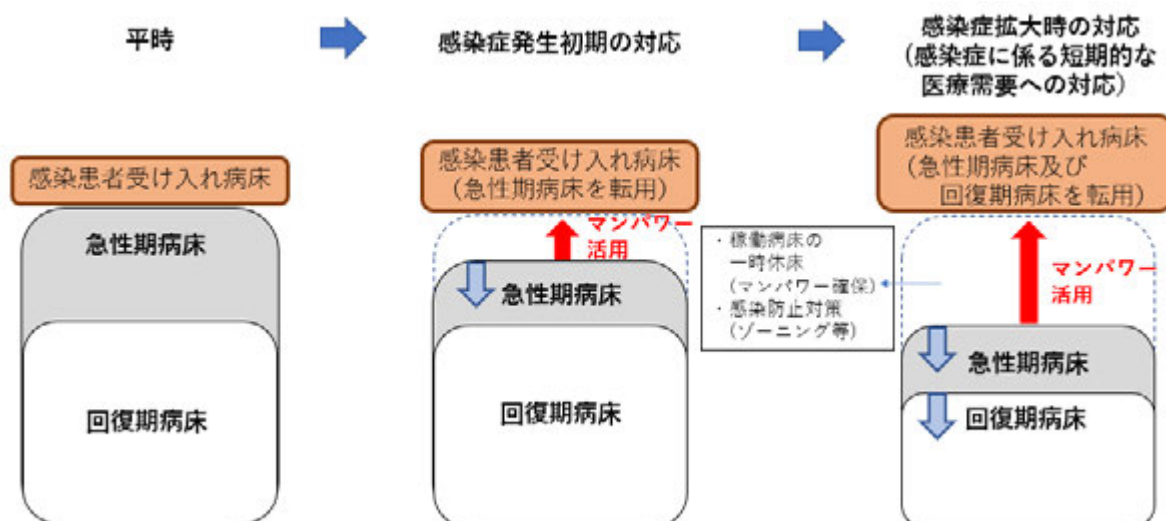 平時
感染症発生初期の対応
感染症拡大時の対応
(感染症に係る短期的な
医療需要への対応)
感染患者受け入れ病床
急性期病床
回復期病床
感染患者受け入れ病床
(急性期病床を転用)
マンパワー
活用
急性期病床
回復期病床
・稼働病床の
一時休床
(マンパワー確保)
・感染防止対策
(ゾーニング等)
感染患者受け入れ病床
(急性期病床及び
回復期病床を転用)
マンパワー
活用
急性期病床
回復期病床